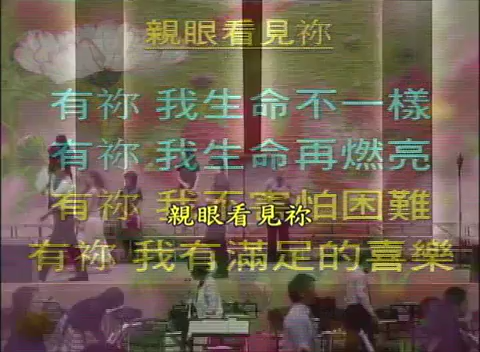 親眼看見祢
有祢 我生命不一樣
有祢 我生命再燃亮
有祢 我不害怕困難
親眼看見祢
有祢 我有滿足的喜樂